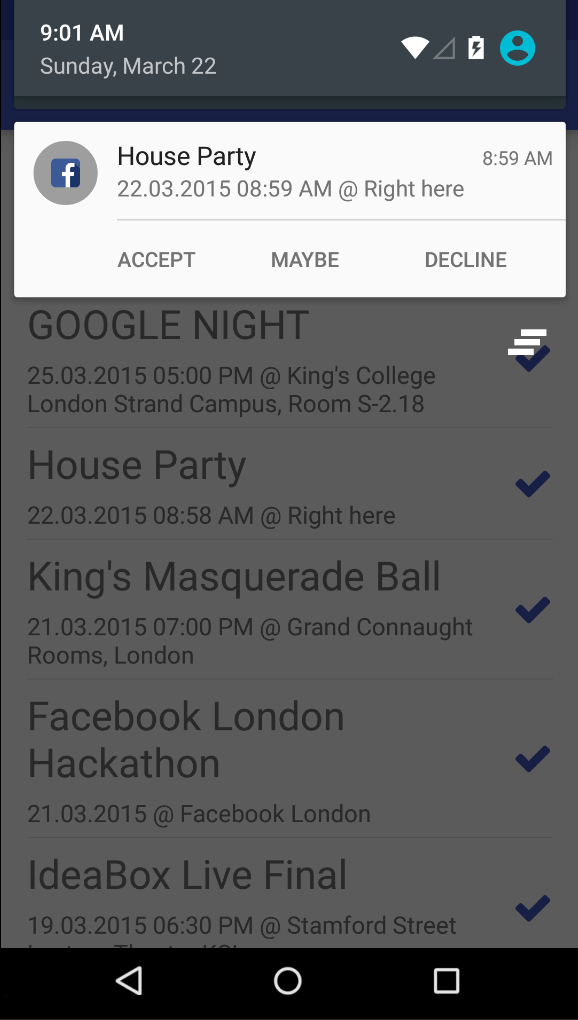 9:01 AM
Sunday, March 22
House Party
8:59 AM
22.03.2015 08:59 AM @ Right here
ACCEPT MAYBE DECLINE
GOOGLE NIGHT
25.03.2015 05:00 PM @ King's College
London Strand Campus, Room S-2.18
House Party
22.03.2015 08:58 AM @ Right here
King's Masquerade Ball
21.03.2015 07:00 PM @ Grand Connaught
Rooms, London
Facebook London
Hackathon
21.03.2015 @ Facebook London
IdeaBox Live Final
19.03.2015 06:30 PM @ Stamford Street